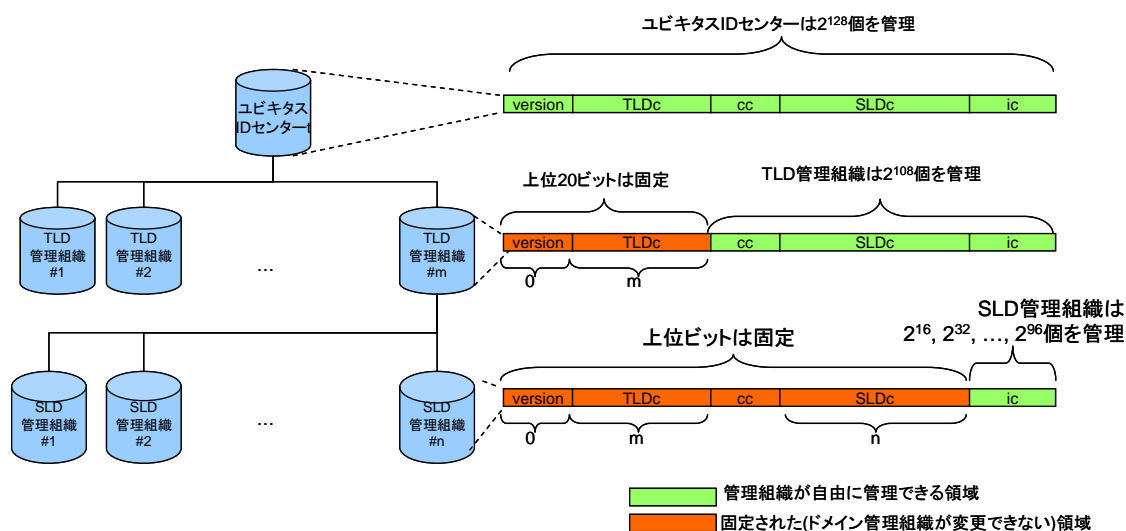 ユビキタスIDセンターは2^128個を管理
ユビキタス
IDセンターt
version TLDc cc SLDc ic
上位20ビットは固定
TLD管理組織は2^108個を管理
TLD
管理組織
#1
TLD
管理組織
#2
...
TLD
管理組織
#m
version TLDc cc SLDc ic
0 m
SLD管理組織は
2^16, 2^32, ..., 2^96個を管理
上位ビットは固定
SLD
管理組織
#1
SLD
管理組織
#2
...
SLD
管理組織
#n
version TLDc cc SLDc ic
0 m n
管理組織が自由に管理できる領域
固定された(ドメイン管理組織が変更できない)領域